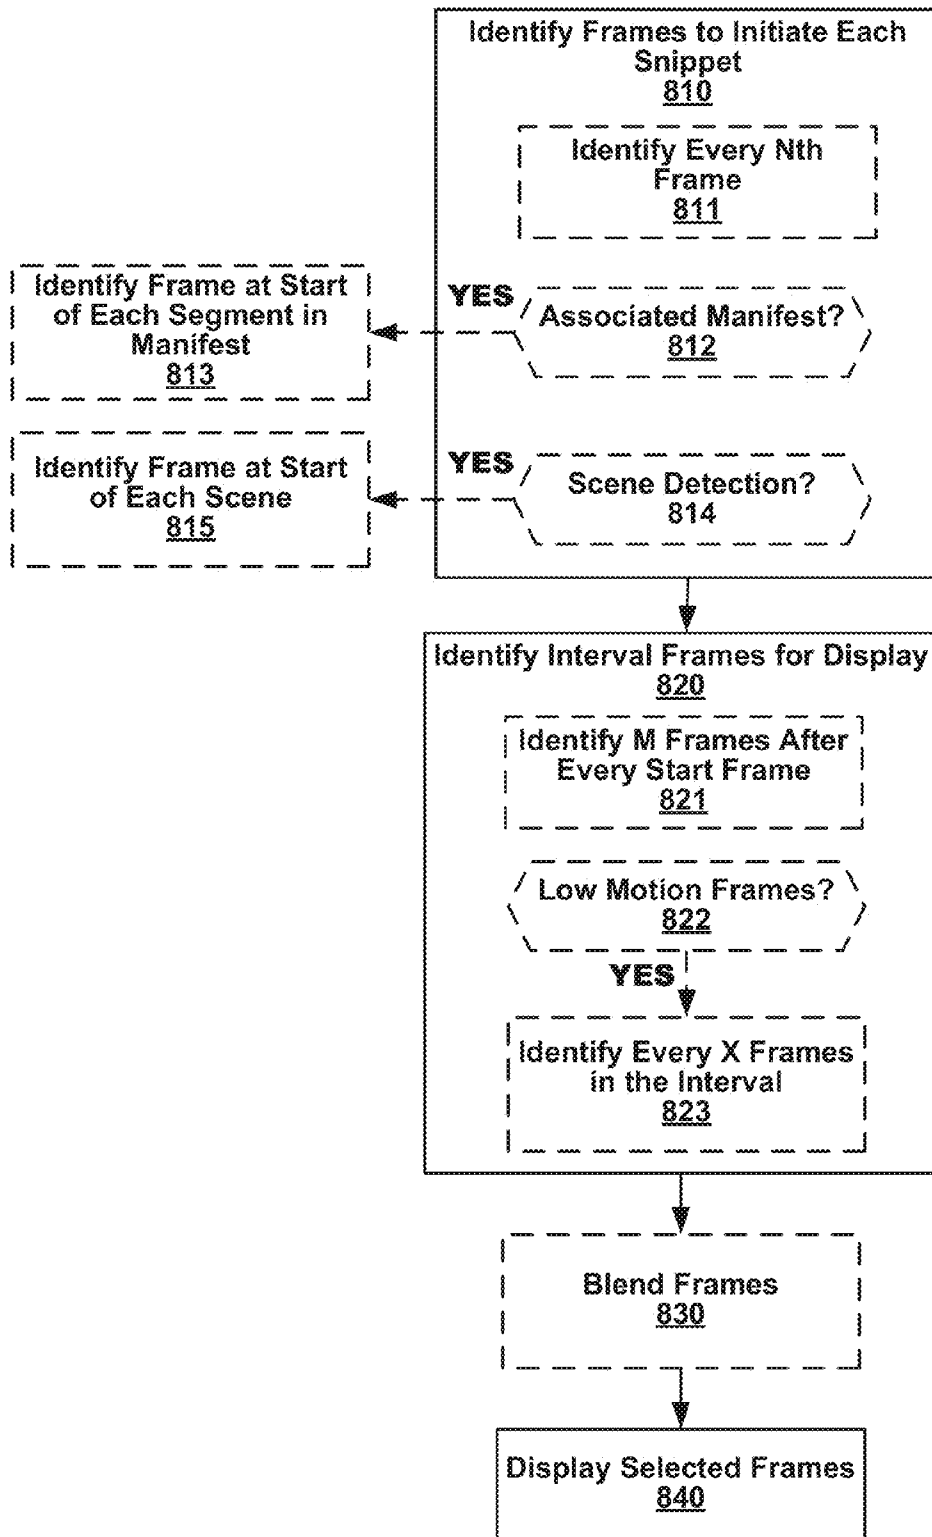 Identify Frames to Initiate Each
Snippet
810
Identify Every Nth
Frame
811
YES
Associated Manifest?
812
Identify Frame at Start
of Each Segment in
Manifest
813
YES
Scene Detection?
814
Identify Frame at Start
of Each Scene
815
Identify Interval Frames for Display
820
Identify M Frames After
Every Start Frame
821
Low Motion Frames?
822
YES
Identify Every X Frames
in the Interval
823
Blend Frames
830
Display Selected Frames
840